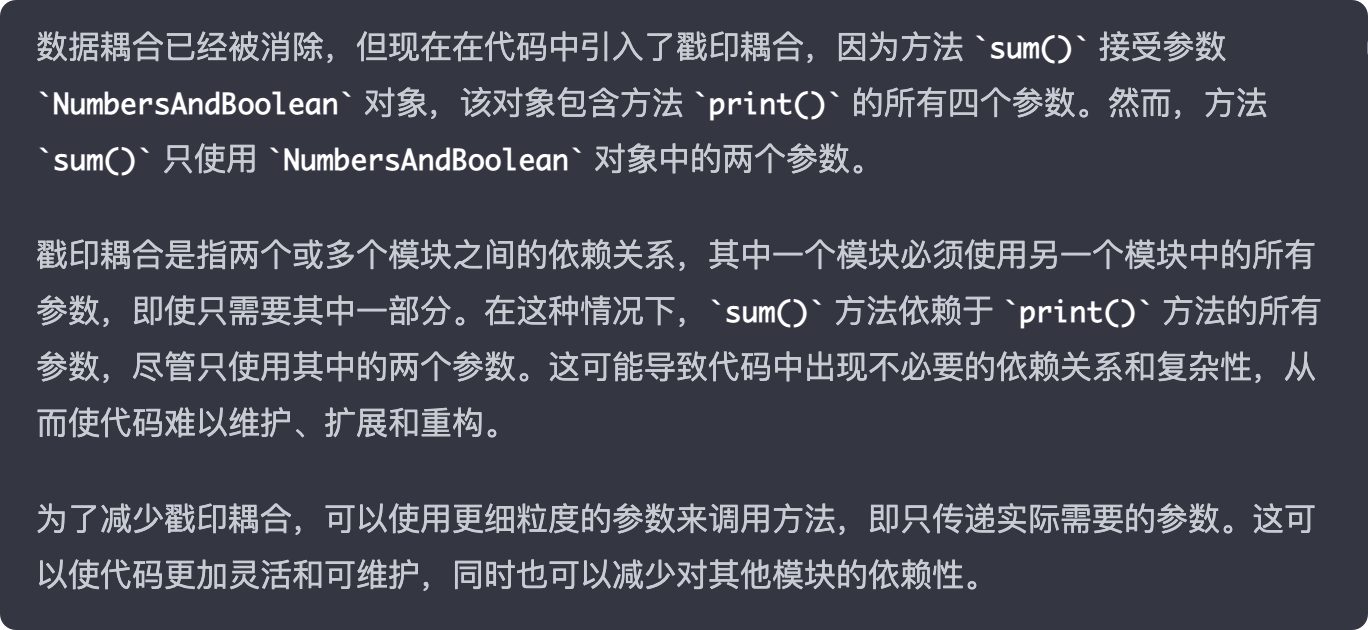 数据耦合已经被消除，但现在在代码中引入了戳印耦合，因为方法 `sum()` 接受参数
`NumbersAndBoolean` 对象，该对象包含方法 `print()` 的所有四个参数。然而，方法
`sum()` 只使用 `NumbersAndBoolean` 对象中的两个参数。
戳印耦合是指两个或多个模块之间的依赖关系，其中一个模块必须使用另一个模块中的所有
参数，即使只需要其中一部分。在这种情况下，`sum()` 方法依赖于 `print()` 方法的所有
参数，尽管只使用其中的两个参数。这可能导致代码中出现不必要的依赖关系和复杂性，从
而使代码难以维护、扩展和重构。
为了减少戳印耦合，可以使用更细粒度的参数来调用方法，即只传递实际需要的参数。这可
以使代码更加灵活和可维护，同时也可以减少对其他模块的依赖性。